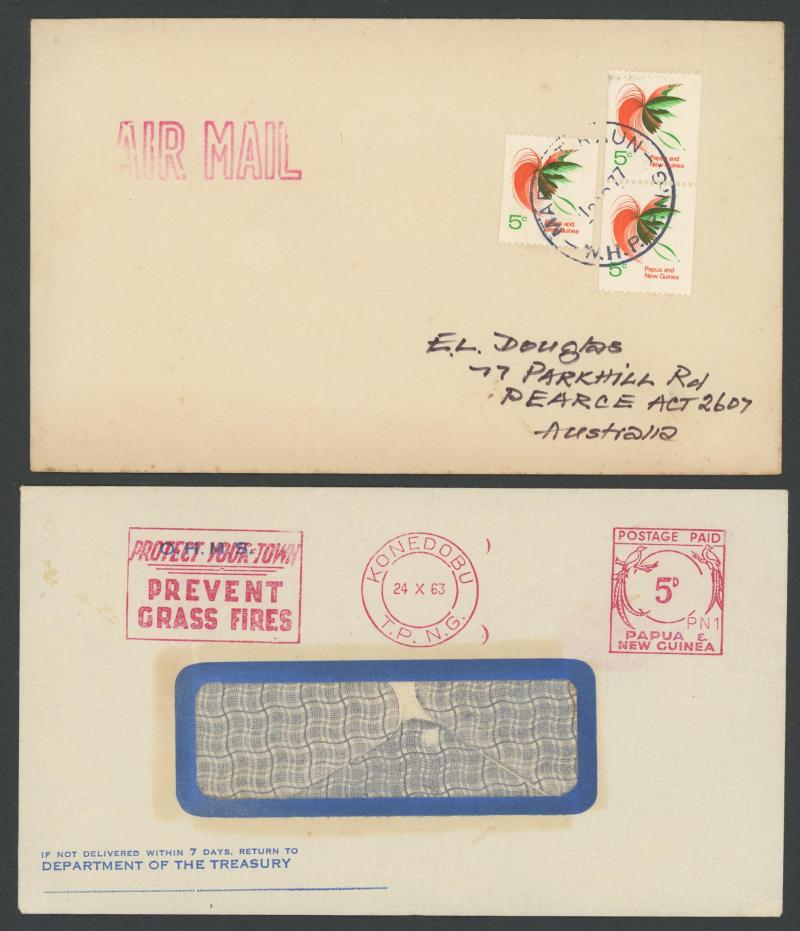 AIR MAIL
5c
Papua and
New Guinea
5c
Papua and
New Guinea
5c
Papua and
New Guinea
77
N.H.P. P.N.G.
E.L. Douglas
77 PARKHILL Rd
PEARCE ACT 2607
Australia
O.H.M.S.
PROTECT YOUR TOWN
PREVENT
GRASS FIRES
KONEDOBU
24 X 63
T.P.N.G.
POSTAGE PAID
5D
PN1
PAPUA &
NEW GUINEA
IF NOT DELIVERED WITHIN 7 DAYS, RETURN TO
DEPARTMENT OF THE TREASURY